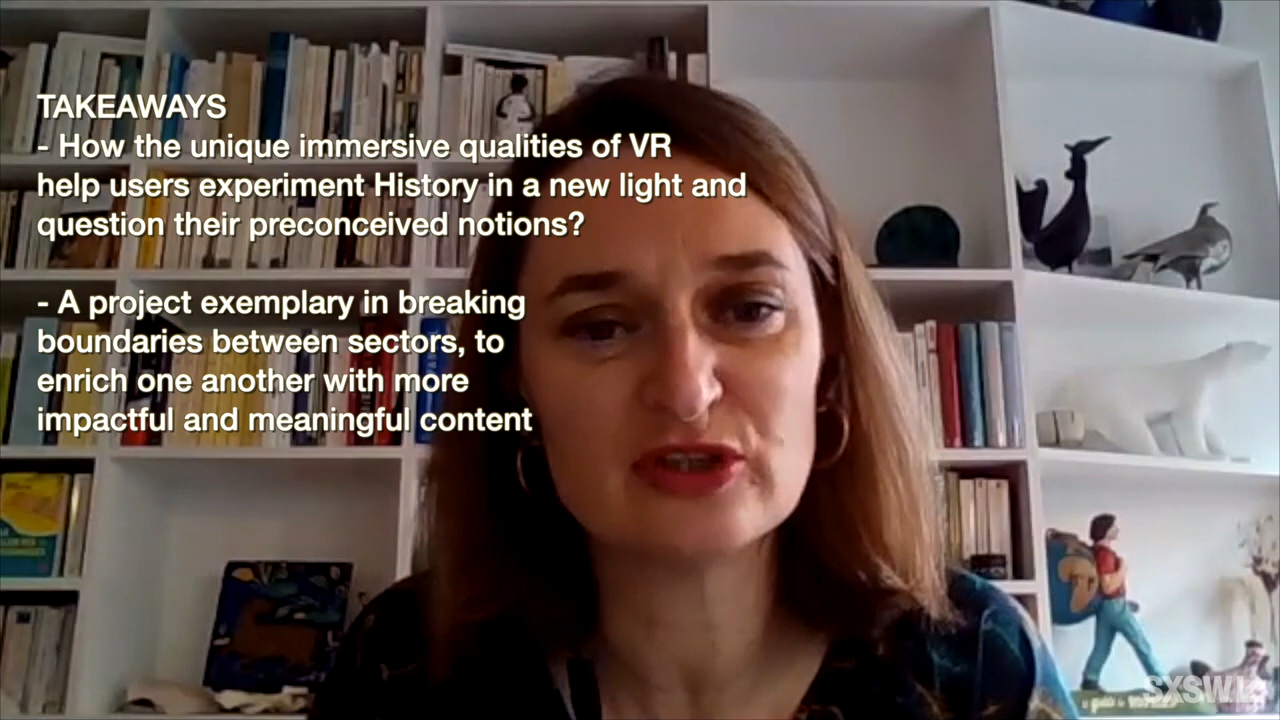 TAKEAWAYS
- How the unique immersive qualities of VR
help users experiment History in a new light and
question their preconceived notions?
- A project exemplary in breaking
boundaries between sectors, to
enrich one another with more
impactful and meaningful content